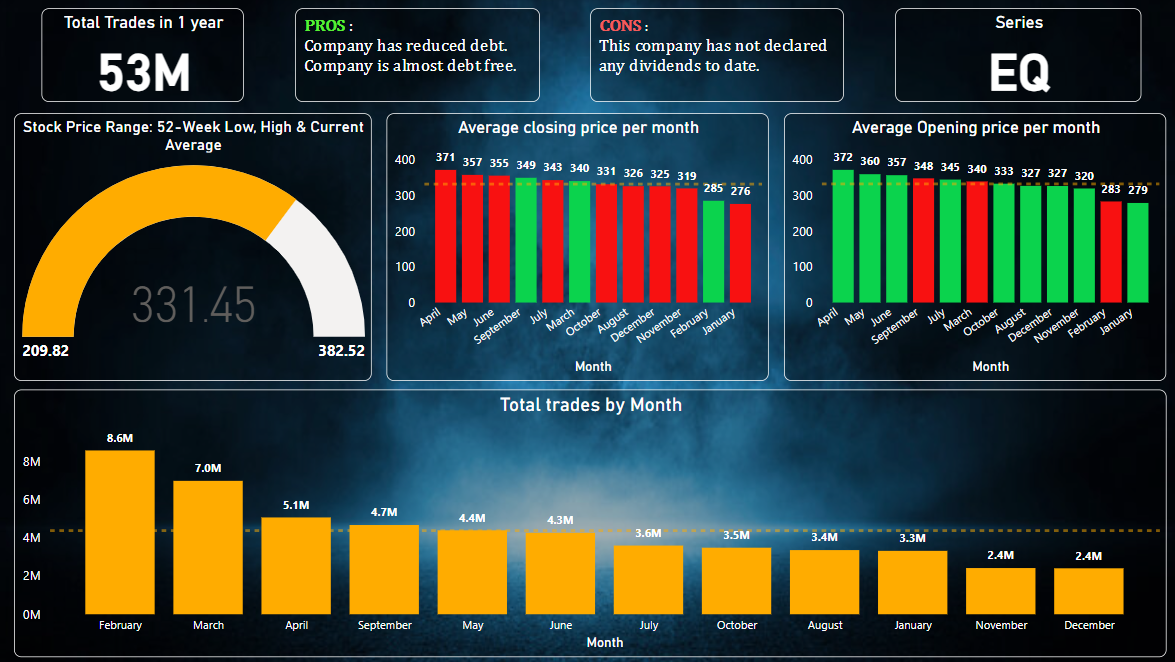 Total Trades in 1 year
53M
PROS :
Company has reduced debt.
Company is almost debt free.
CONS :
This company has not declared
any dividends to date.
Series
EQ
Stock Price Range: 52-Week Low, High & Current
Average
331.45
209.82
382.52
Average closing price per month
400
300
200
100
0
371
357
355
349
343
340
331
326
325
319
285
276
April
May
June
September
July
March
October
August
December
November
February
January
Month
Average Opening price per month
400
300
200
100
0
372
360
357
348
345
340
333
327
327
320
283
279
April
May
June
September
July
March
October
August
December
November
February
January
Month
Total trades by Month
8M
6M
4M
2M
0M
8.6M
7.0M
5.1M
4.7M
4.4M
4.3M
3.6M
3.5M
3.4M
3.3M
2.4M
2.4M
February
March
April
September
May
June
July
October
August
January
November
December
Month